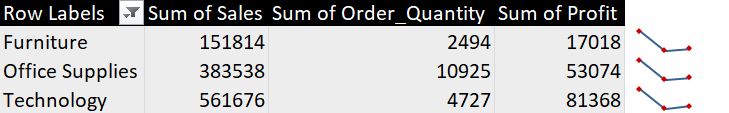 Row Labels Sum of Sales Sum of Order_Quantity Sum of Profit
Furniture 151814 2494 17018
Office Supplies 383538 10925 53074
Technology 561676 4727 81368